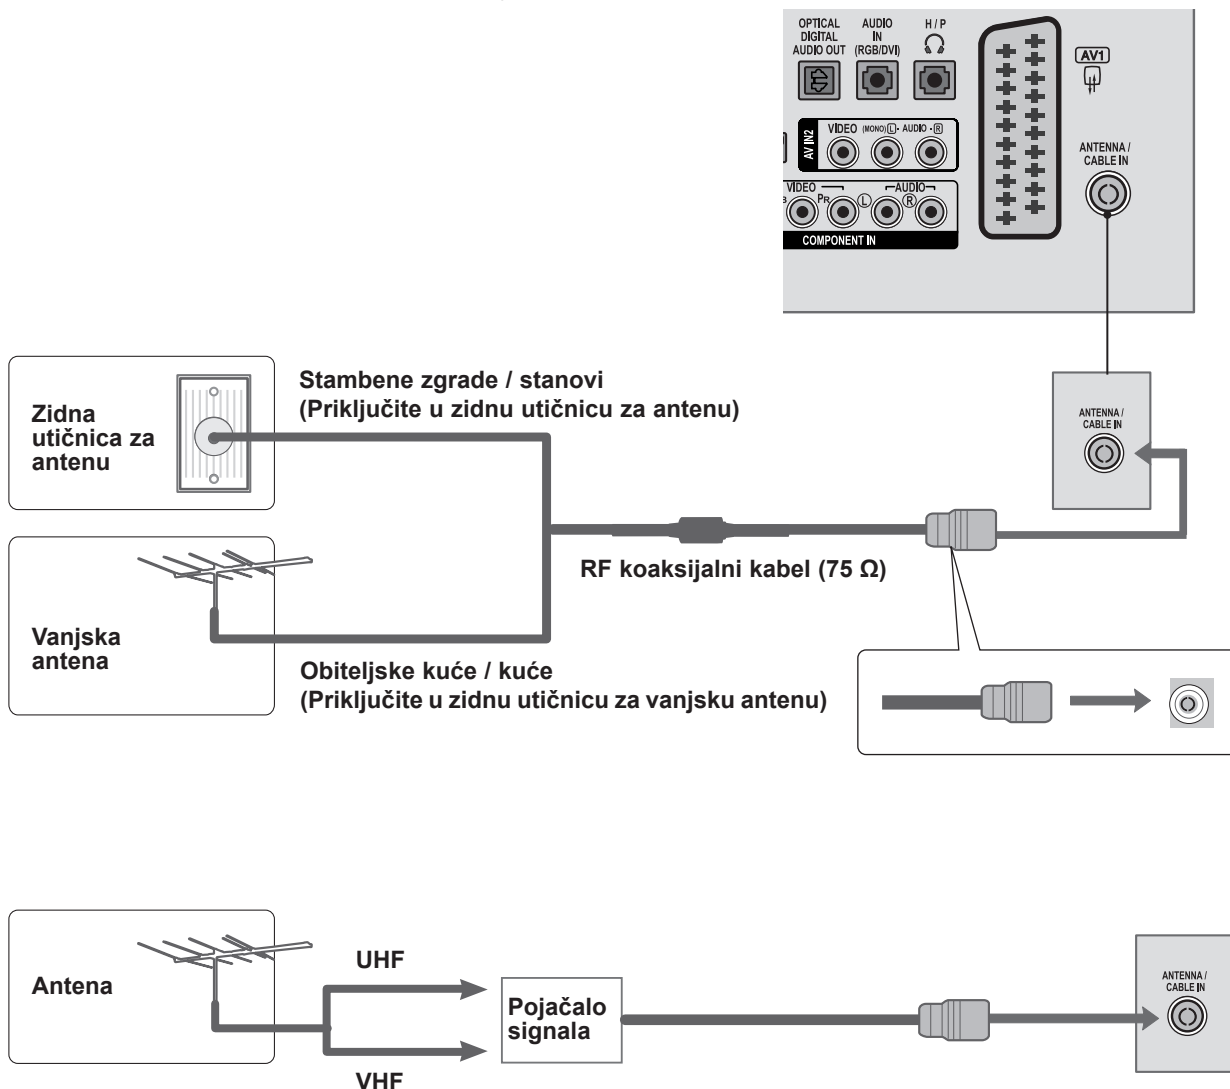 OPTICAL
DIGITAL
AUDIO OUT
AUDIO
IN
(RGB/DVI)
H / P
AV1
AV IN2
VIDEO (MONO) L - AUDIO - R
ANTENNA /
CABLE IN
VIDEO AUDIO
B PR L R
COMPONENT IN
Zidna
utičnica za
antenu
Stambene zgrade / stanovi
(Priključite u zidnu utičnicu za antenu)
ANTENNA /
CABLE IN
RF koaksijalni kabel (75 Ω)
Vanjska
antena
Obiteljske kuće / kuće
(Priključite u zidnu utičnicu za vanjsku antenu)
Antena
UHF
VHF
Pojačalo
signala
ANTENNA /
CABLE IN